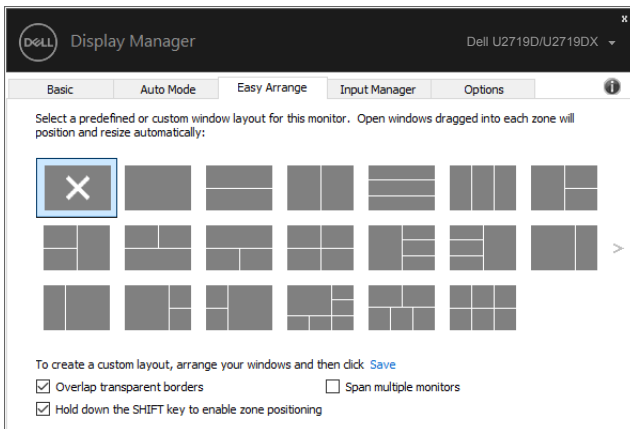 x
DELL Display Manager Dell U2719D/U2719DX
Basic Auto Mode Easy Arrange Input Manager Options i
Select a predefined or custom window layout for this monitor. Open windows dragged into each zone will
position and resize automatically:
To create a custom layout, arrange your windows and then click Save
Overlap transparent borders Span multiple monitors
Hold down the SHIFT key to enable zone positioning